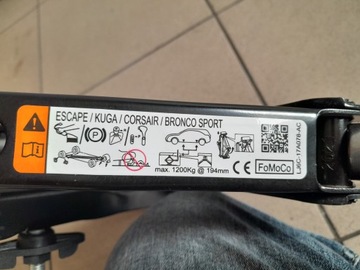 ESCAPE / KUGA / CORSAIR / BRONCO SPORT
P
max. 1200Kg @ 194mm
CE
FoMoCo
LJ6C-17A078-AC